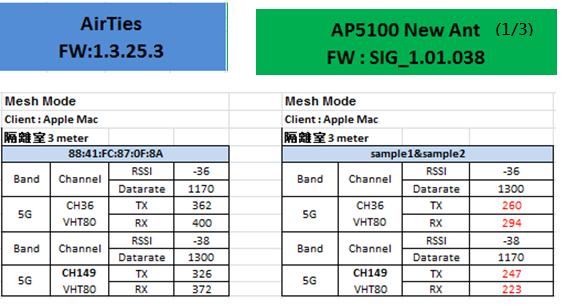 AirTies
FW:1.3.25.3
Mesh Mode
Client : Apple Mac
隔離室 3 meter
88:41:FC:87:0F:8A
Band Channel RSSI -36
Datarate 1170
5G CH36 VHT80 TX 362
RX 400
Band Channel RSSI -38
Datarate 1300
5G CH149 VHT80 TX 326
RX 372
AP5100 New Ant (1/3)
FW : SIG_1.01.038
Mesh Mode
Client : Apple Mac
隔離室 3 meter
sample1&sample2
Band Channel RSSI -36
Datarate 1300
5G CH36 VHT80 TX 260
RX 294
Band Channel RSSI -38
Datarate 1170
5G CH149 VHT80 TX 247
RX 223